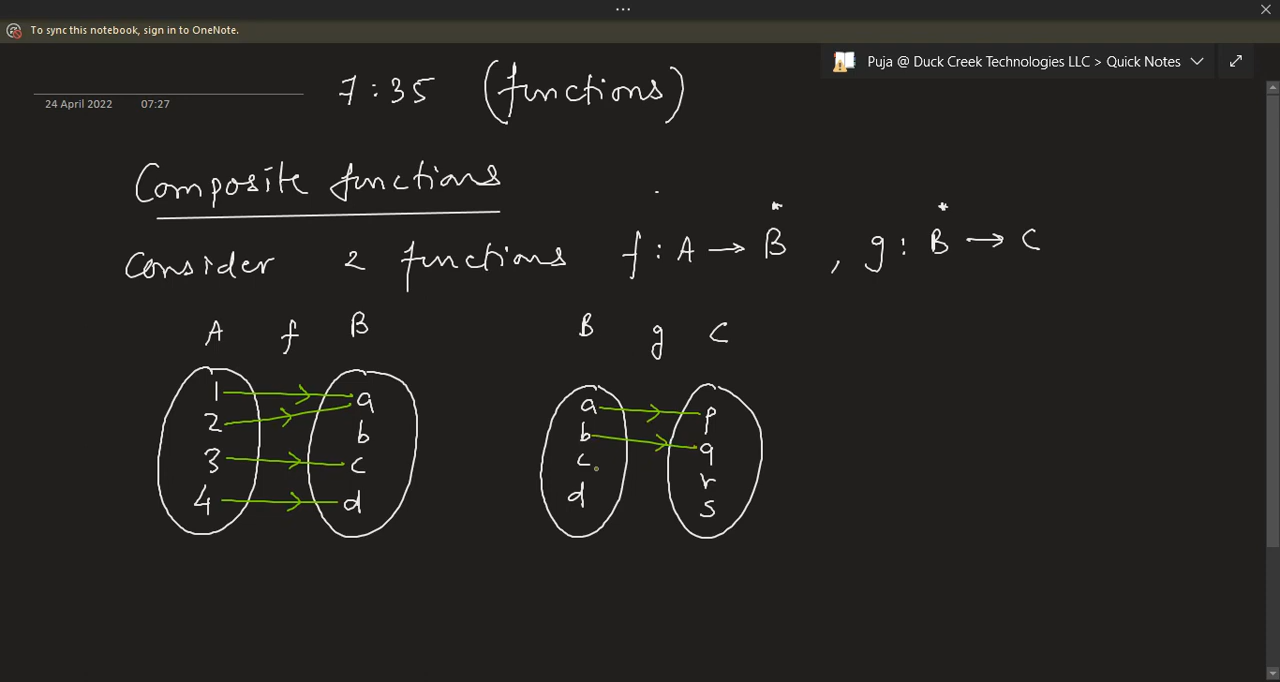 ...
To sync this notebook, sign in to OneNote.
Puja @ Duck Creek Technologies LLC > Quick Notes
7:35 (functions)
24 April 2022 07:27
Composite functions
Consider 2 functions f : A → B , g : B → C
A f B B g C
1 a a p
2 b b q
3 c c r
4 d d s